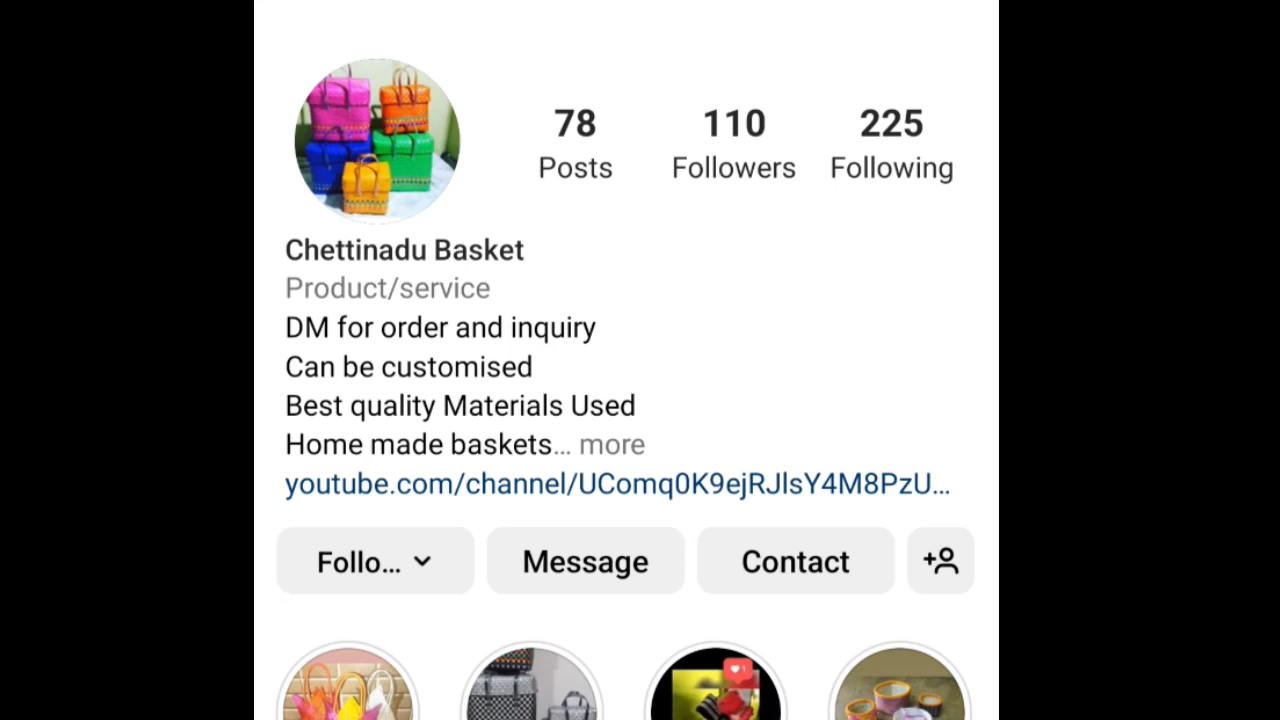 78 110 225
Posts Followers Following
Chettinadu Basket
Product/service
DM for order and inquiry
Can be customised
Best quality Materials Used
Home made baskets... more
youtube.com/channel/UComq0K9ejRJlsY4M8PzU...
Follo... Message Contact
1